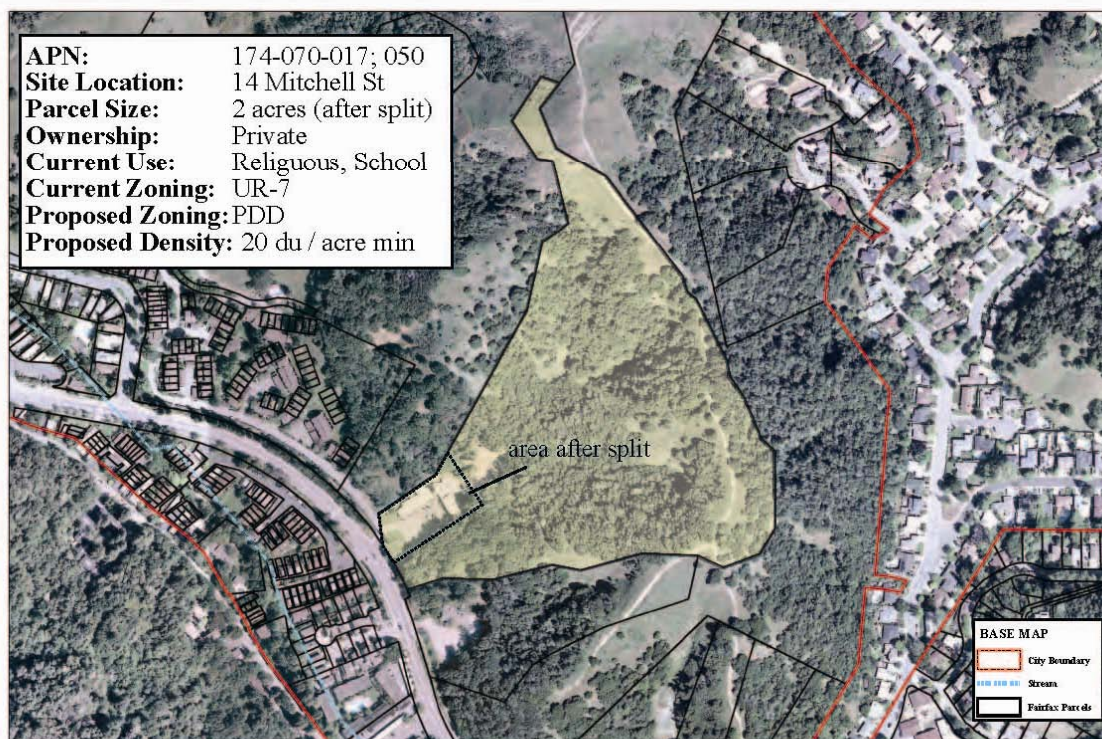 APN: 174-070-017; 050
Site Location: 14 Mitchell St
Parcel Size: 2 acres (after split)
Ownership: Private
Current Use: Religuous, School
Current Zoning: UR-7
Proposed Zoning: PDD
Proposed Density: 20 du / acre min
area after split
BASE MAP
City Boundary
Stream
Fairfax Parcels